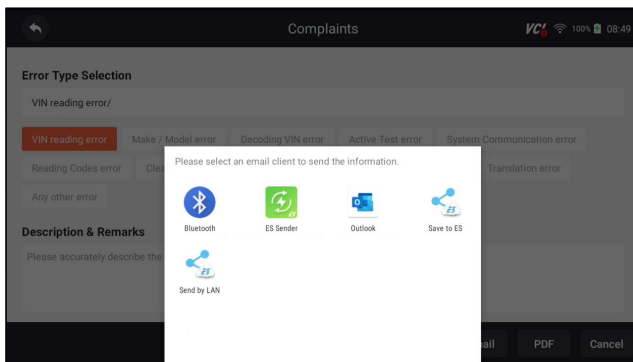 Complaints
VCI 100% 08:49
Error Type Selection
VIN reading error/
VIN reading error Make / Model error Decoding VIN error Active Test error System Communication error
Reading Codes error Translation error
Please select an email client to send the information.
Any other error
Bluetooth ES Sender Outlook Save to ES
Description & Remarks
Please accurately describe the
Send by LAN
PDF Cancel